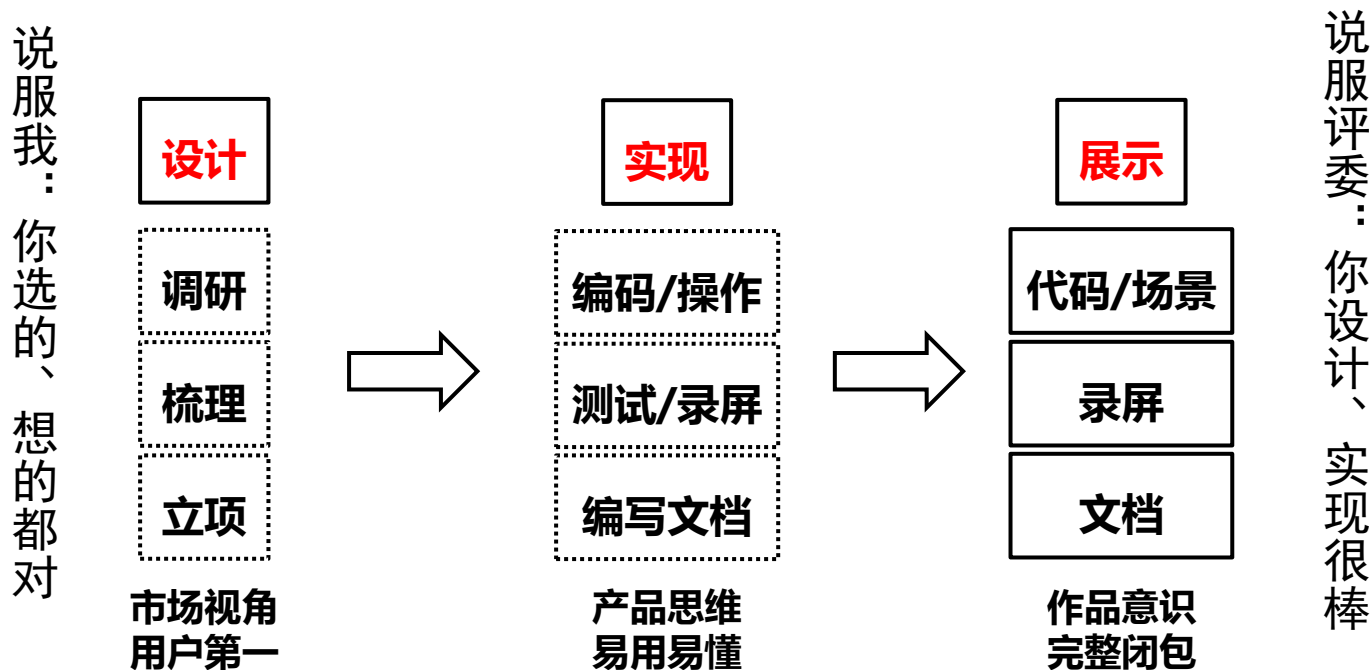 说服我：你选的、想的都对
设计
调研
梳理
立项
市场视角
用户第一
实现
编码/操作
测试/录屏
编写文档
产品思维
易用易懂
展示
代码/场景
录屏
文档
作品意识
完整闭包
说服评委：你设计、实现很棒